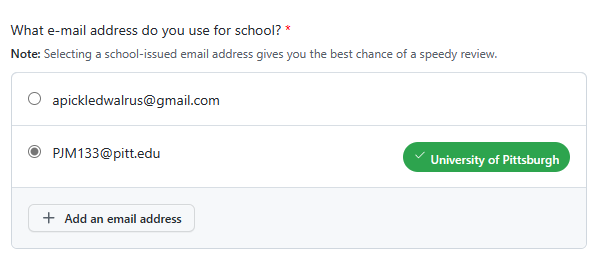 What e-mail address do you use for school? *
Note: Selecting a school-issued email address gives you the best chance of a speedy review.
apickledwalrus@gmail.com
PJM133@pitt.edu
University of Pittsburgh
Add an email address